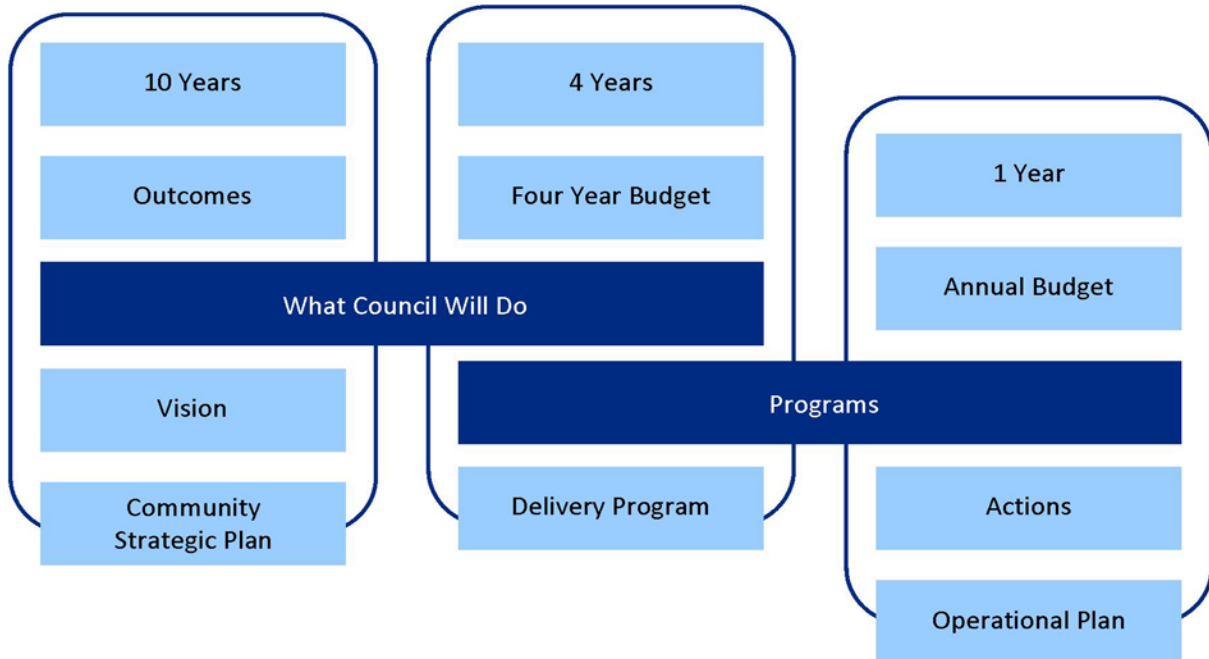 10 Years
Outcomes
What Council Will Do
Vision
Community
Strategic Plan
4 Years
Four Year Budget
Programs
Delivery Program
1 Year
Annual Budget
Actions
Operational Plan